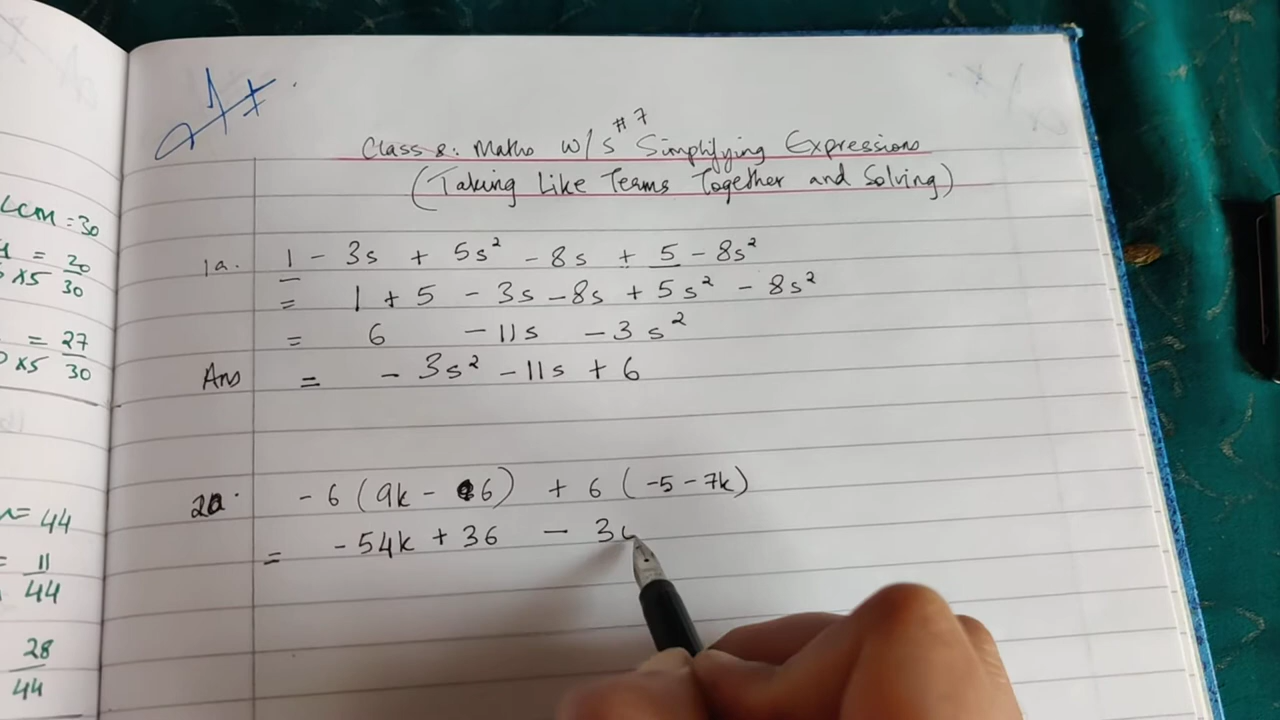 LCM = 30
= 20/30
x5
= 27/30
x5
= 44
= 11/44
28/44
Class 8: Maths W/S #7 Simplifying Expressions
(Taking Like Terms Together and Solving)
1a. 1 - 3s + 5s² - 8s + 5 - 8s²
= 1 + 5 - 3s - 8s + 5s² - 8s²
= 6 - 11s - 3s²
Ans = - 3s² - 11s + 6
2a. - 6 (9k - 6) + 6 (-5 - 7k)
= - 54k + 36 - 3